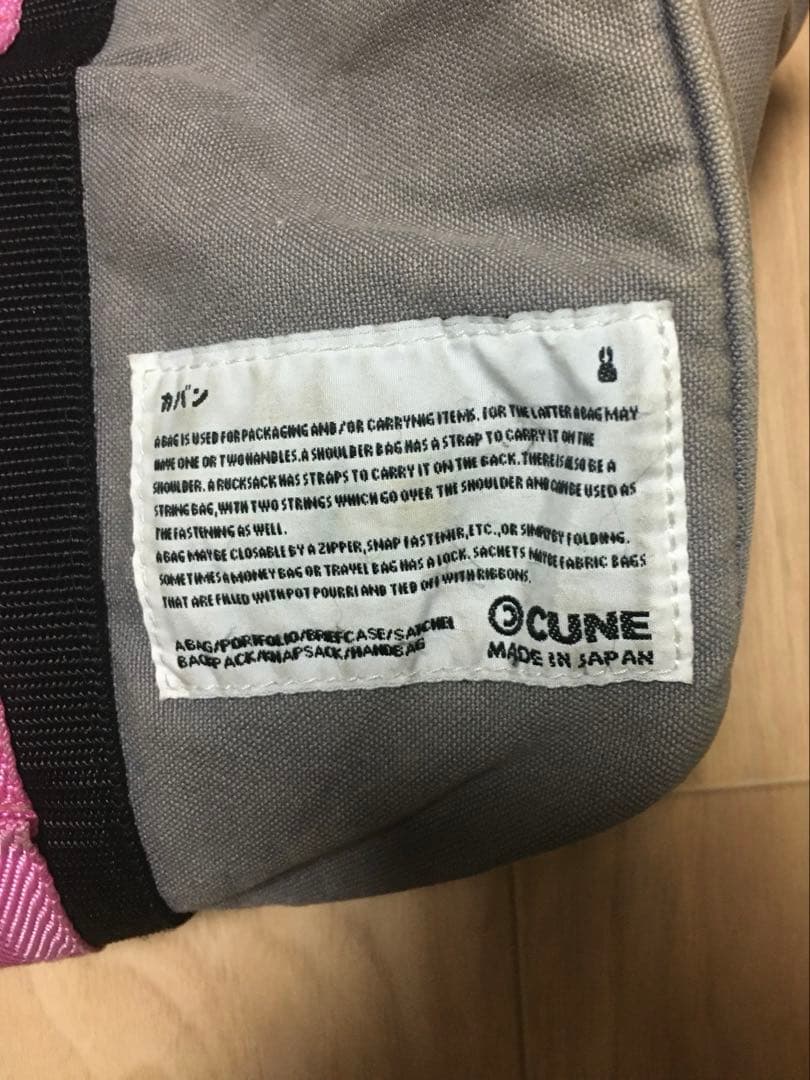 カバン
A BAG IS USED FOR PACKAGING AND/OR CARRYNIG ITEMS. FOR THE LATTER A BAG MAY
HAVE ONE OR TWO HANDLES. A SHOULDER BAG HAS A STRAP TO CARRY IT ON THE
SHOULDER. A RUCKSACK HAS STRAPS TO CARRY IT ON THE BACK. THERE IS ALSO BE A
STRING BAG, WITH TWO STRINGS WHICH GO OVER THE SHOULDER AND CAN BE USED AS
THE FASTENING AS WELL.
A BAG MAY BE CLOSABLE BY A ZIPPER, SNAP FASTENIR, ETC., OR SIMPLY BY FOLDING.
SOMETIMES A MONEY BAG OR TRAVEL BAG HAS A LOCK. SACHETS MAY BE FABRIC BAGS
THAT ARE FILLED WITH POT POURRI AND TIED OFF WITH RIBBONS.
A BAG/PORTFOLIO/BRIEFCASE/SATCHEL
BACKPACK/KNAPSACK/HANDBAG
CUNE
MADE IN JAPAN